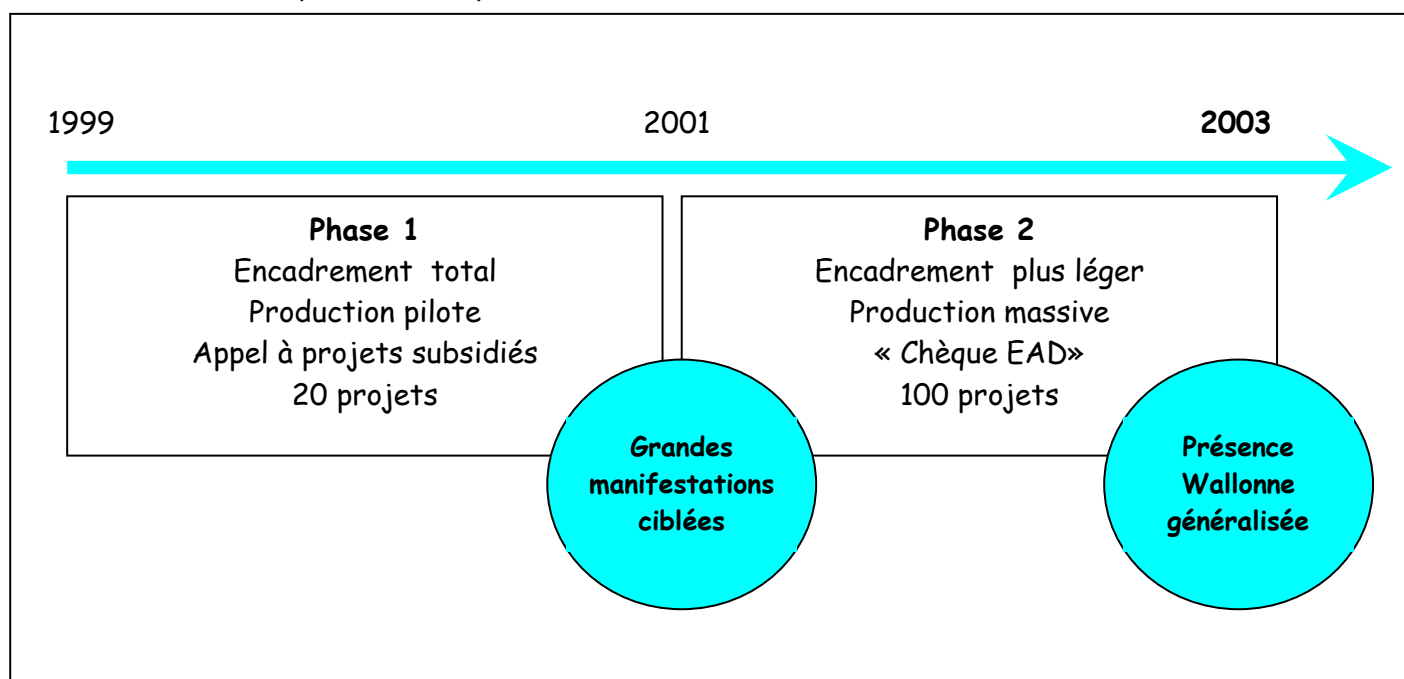 1999 2001 2003
Phase 1
Encadrement total
Production pilote
Appel à projets subsidiés
20 projets
Phase 2
Encadrement plus léger
Production massive
« Chèque EAD»
100 projets
Grandes
manifestations
ciblées
Présence
Wallonne
généralisée